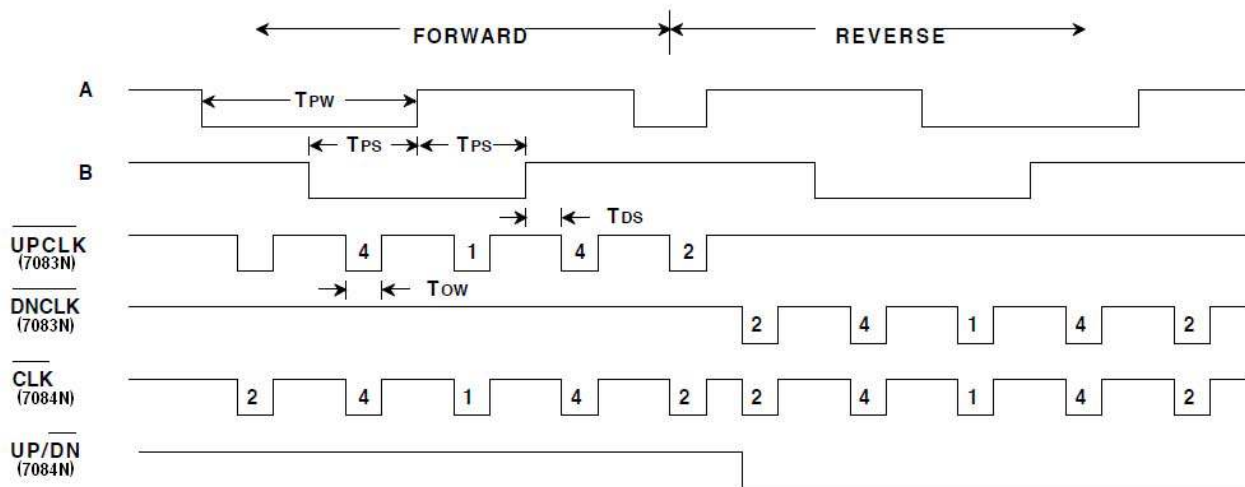 FORWARD REVERSE
A
TPW
TPS TPS
B
TDS
UPCLK 4 1 4 2
(7083N)
TOW
DNCLK 2 4 1 4 2
(7083N)
CLK 2 4 1 4 2 2 4 1 4 2
(7084N)
UP/DN
(7084N)